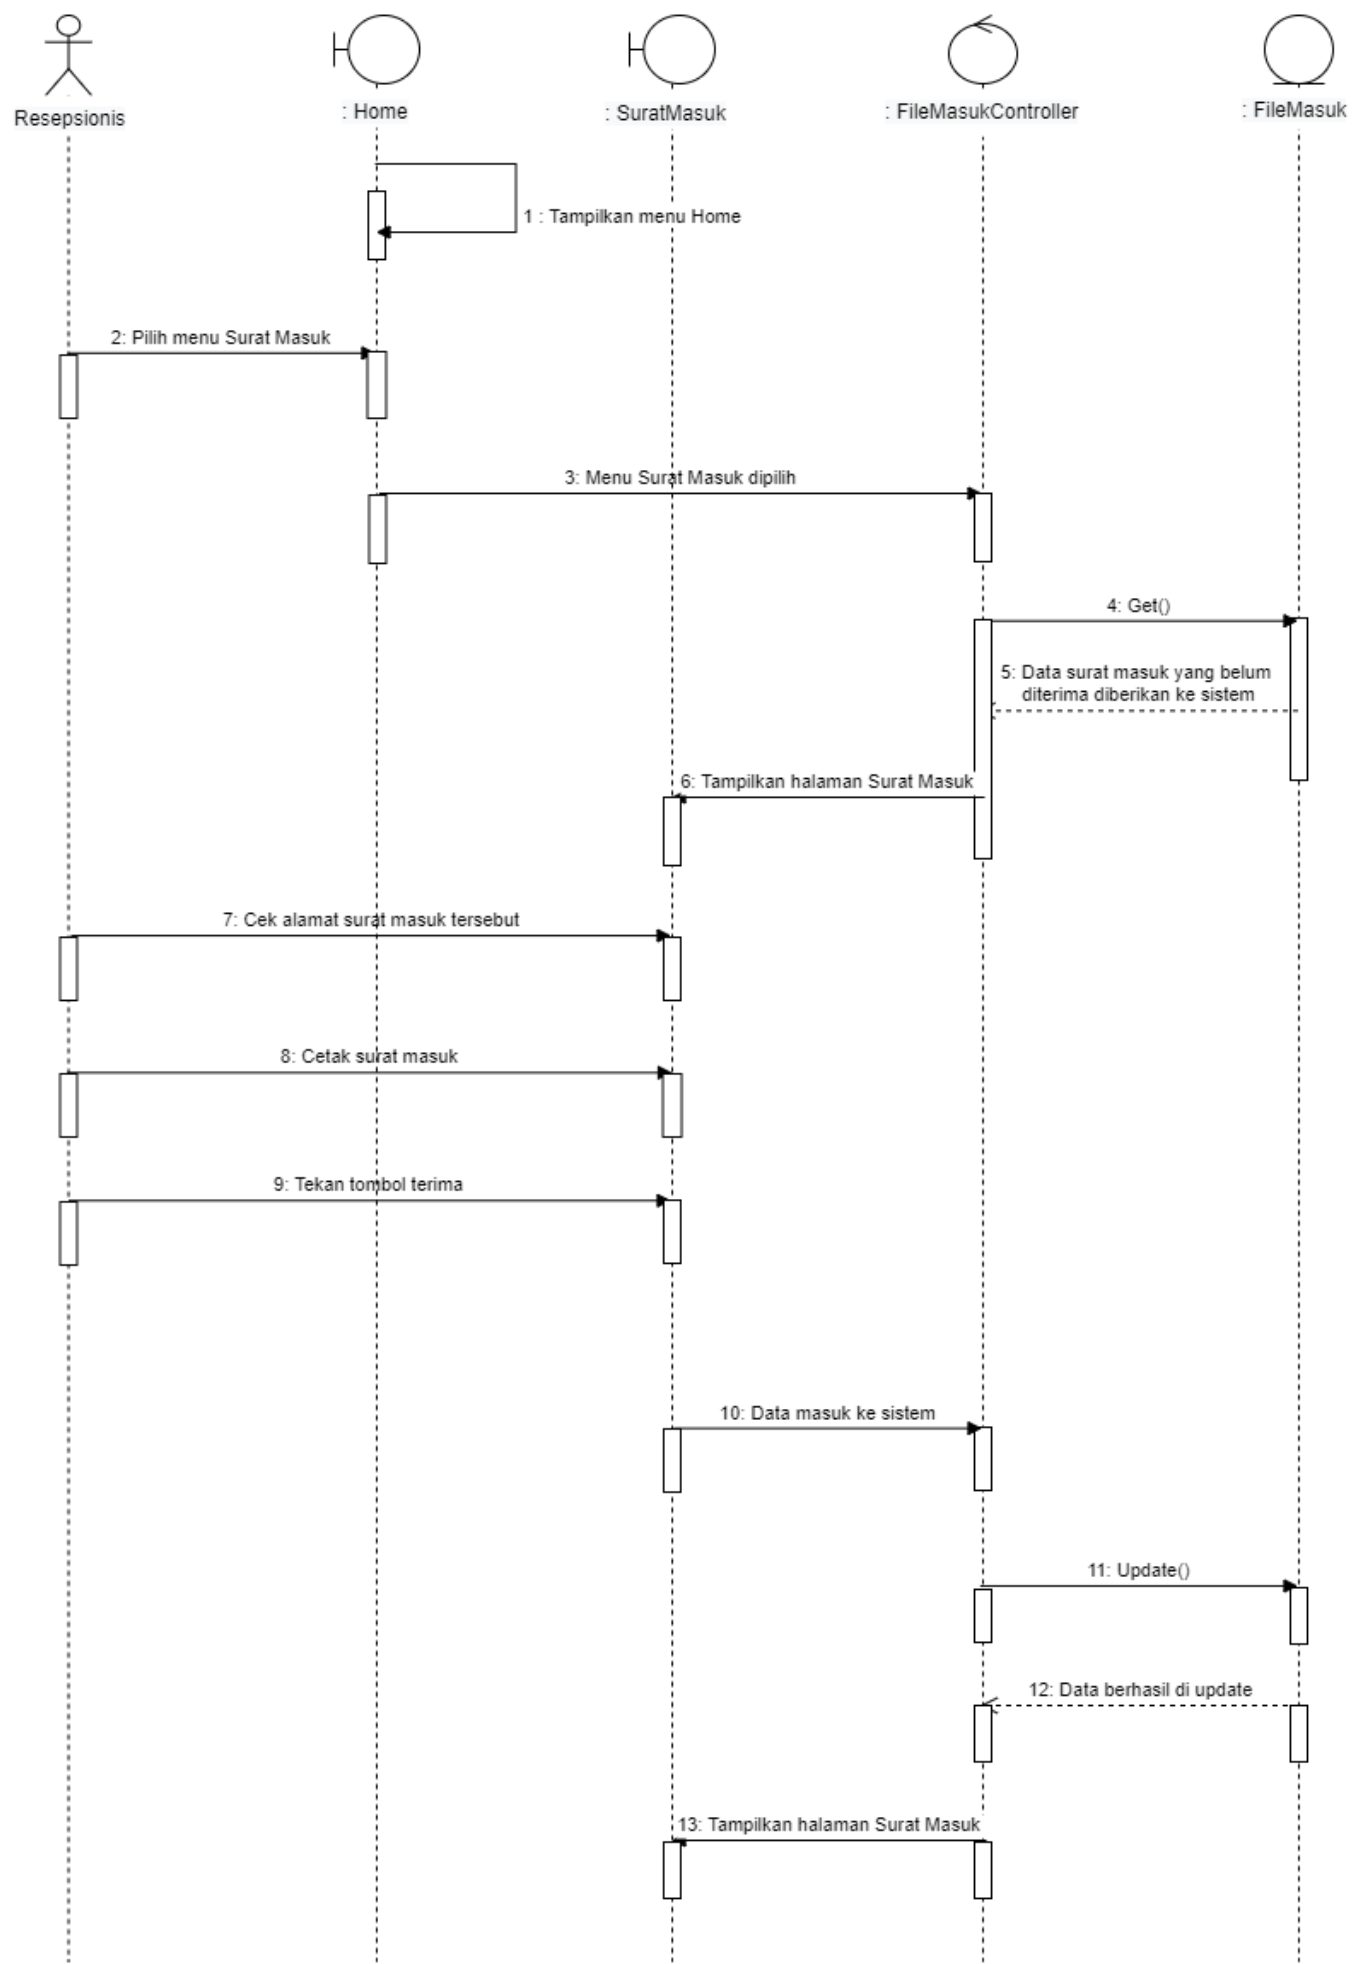 Resepsionis
: Home
: SuratMasuk
: FileMasukController
: FileMasuk
1 : Tampilkan menu Home
2: Pilih menu Surat Masuk
3: Menu Surat Masuk dipilih
4: Get()
5: Data surat masuk yang belum
diterima diberikan ke sistem
6: Tampilkan halaman Surat Masuk
7: Cek alamat surat masuk tersebut
8: Cetak surat masuk
9: Tekan tombol terima
10: Data masuk ke sistem
11: Update()
12: Data berhasil di update
13: Tampilkan halaman Surat Masuk